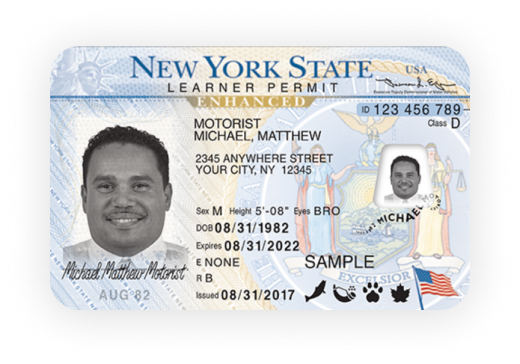 NEW YORK STATE
USA
LEARNER PERMIT
ENHANCED
ID 123 456 789
Class D
MOTORIST
MICHAEL, MATTHEW
2345 ANYWHERE STREET
YOUR CITY, NY 12345
Sex M Height 5'-08" Eyes BRO
DOB 08/31/1982
Expires 08/31/2022
E NONE
R B
Issued 08/31/2017
SAMPLE
MICHAEL
EXCELSIOR
Michael Matthew Motorist
AUG 82